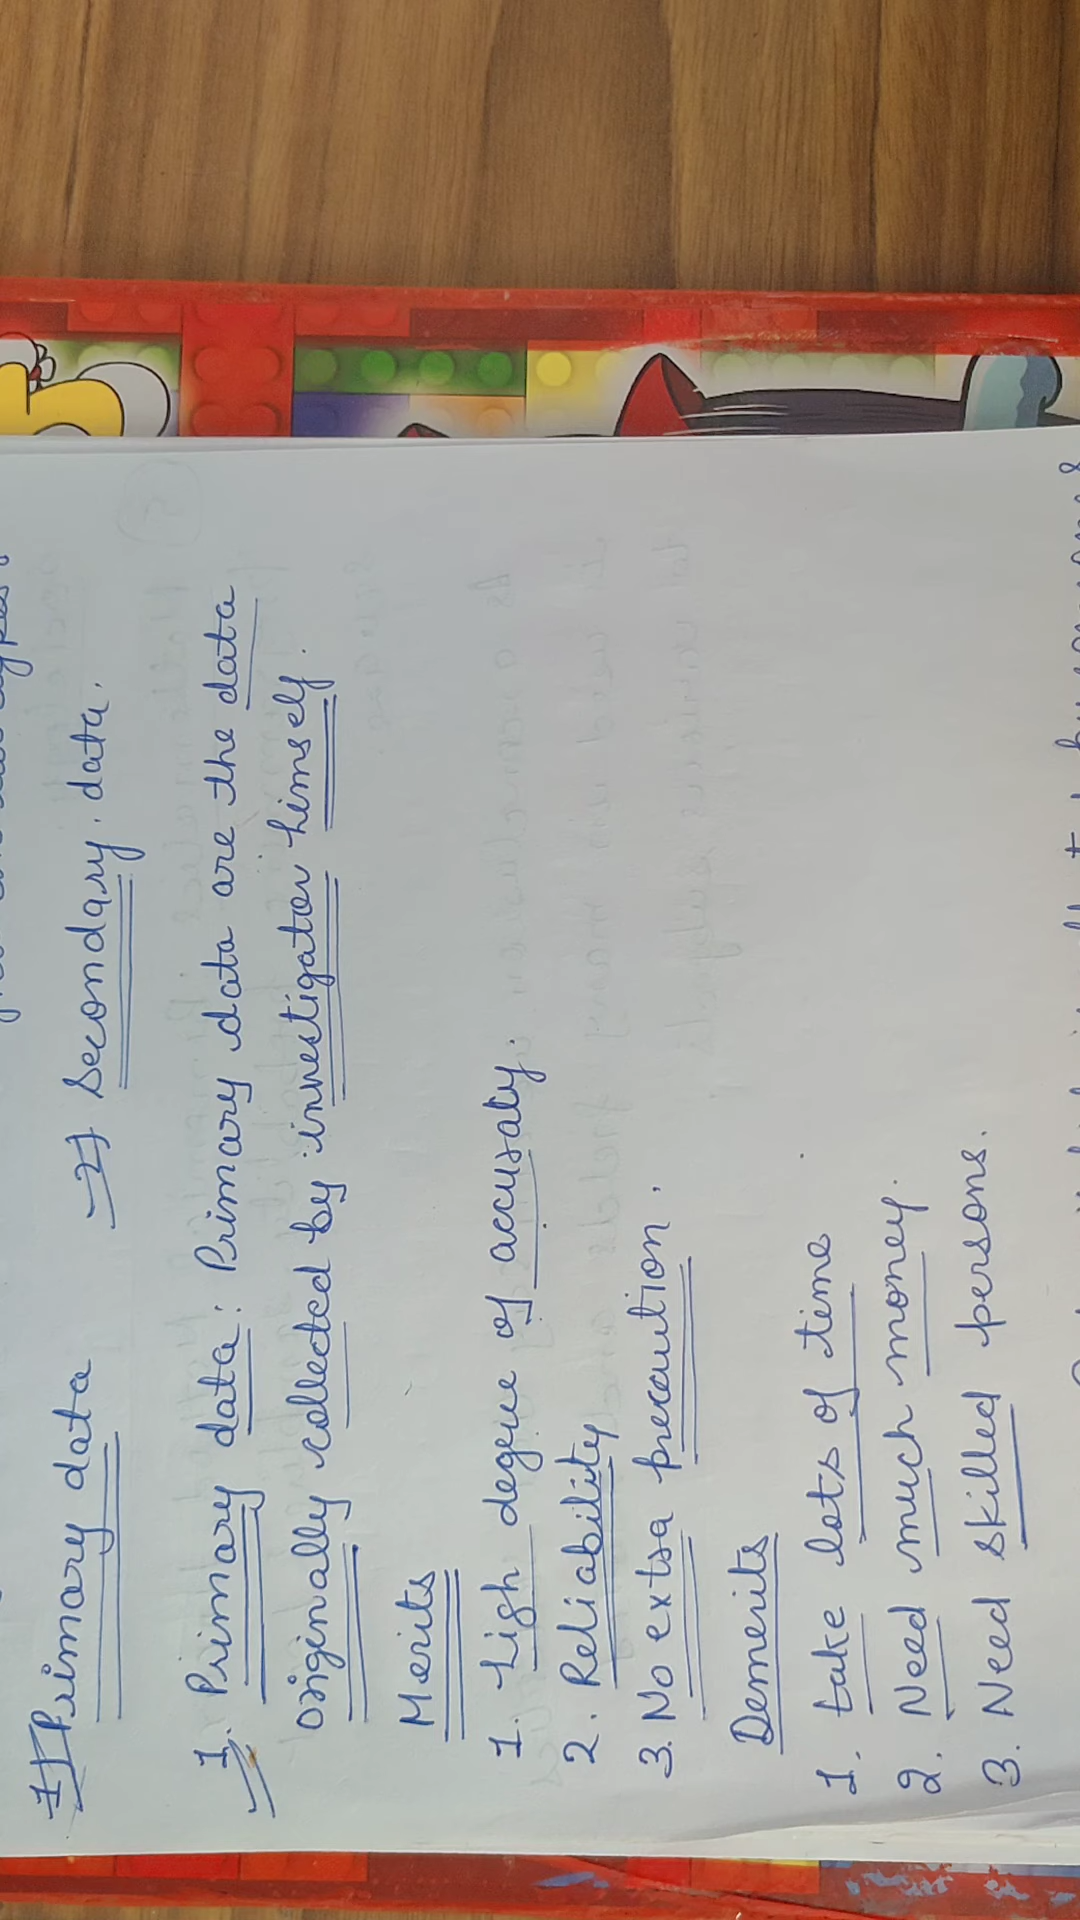 1) Primary data 2) Secondary data.
1. Primary data: Primary data are the data
originally collected by investigator himself.
Merits
1. high degree of accuraty.
2. Reliability
3. No extra precaution.
Demerits
1. take lots of time
2. Need much money.
3. Need skilled persons.